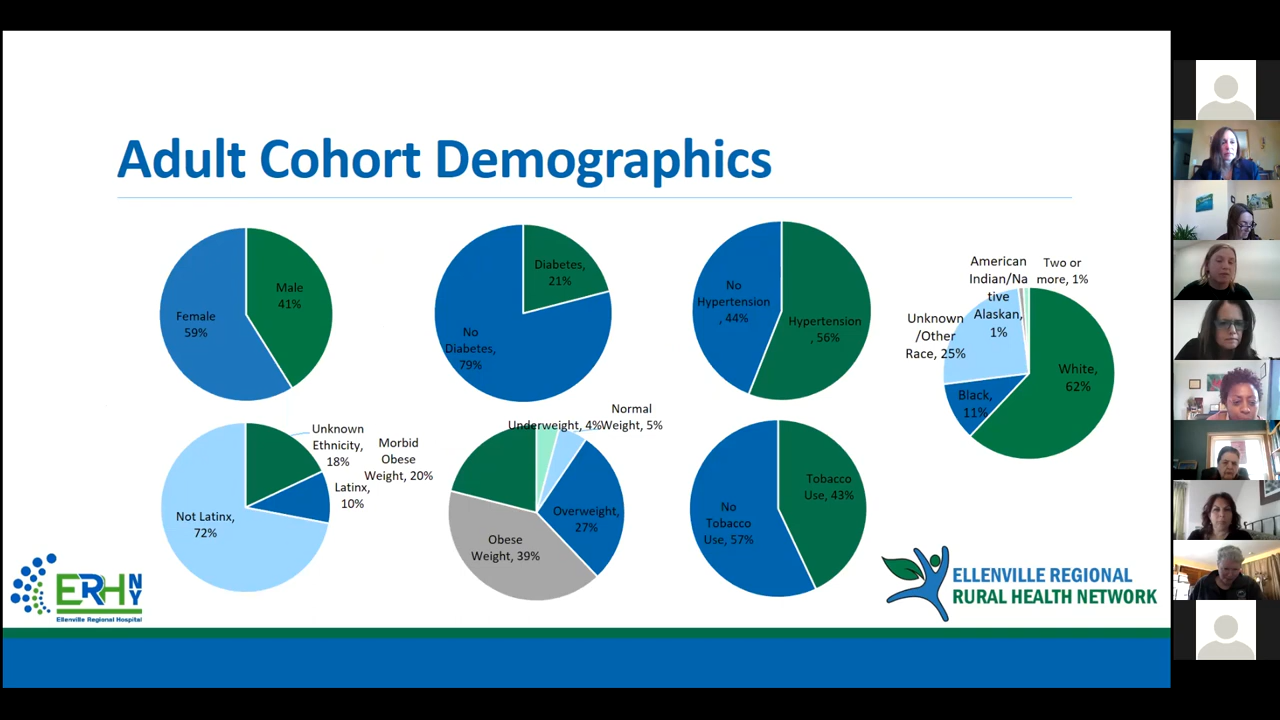 Adult Cohort Demographics
Male
41%
Female
59%
Diabetes,
21%
No
Diabetes,
79%
No
Hypertension
, 44%
Hypertension
, 56%
American
Indian/Na
tive
Alaskan,
1%
Two or
more, 1%
Unknown
/Other
Race, 25%
White,
62%
Black,
11%
Unknown
Ethnicity,
18%
Latinx,
10%
Not Latinx,
72%
Morbid
Obese
Weight, 20%
Underweight, 4%
Normal
Weight, 5%
Overweight,
27%
Obese
Weight, 39%
Tobacco
Use, 43%
No
Tobacco
Use, 57%
ERHNY
Ellenville Regional Hospital
ELLENVILLE REGIONAL
RURAL HEALTH NETWORK